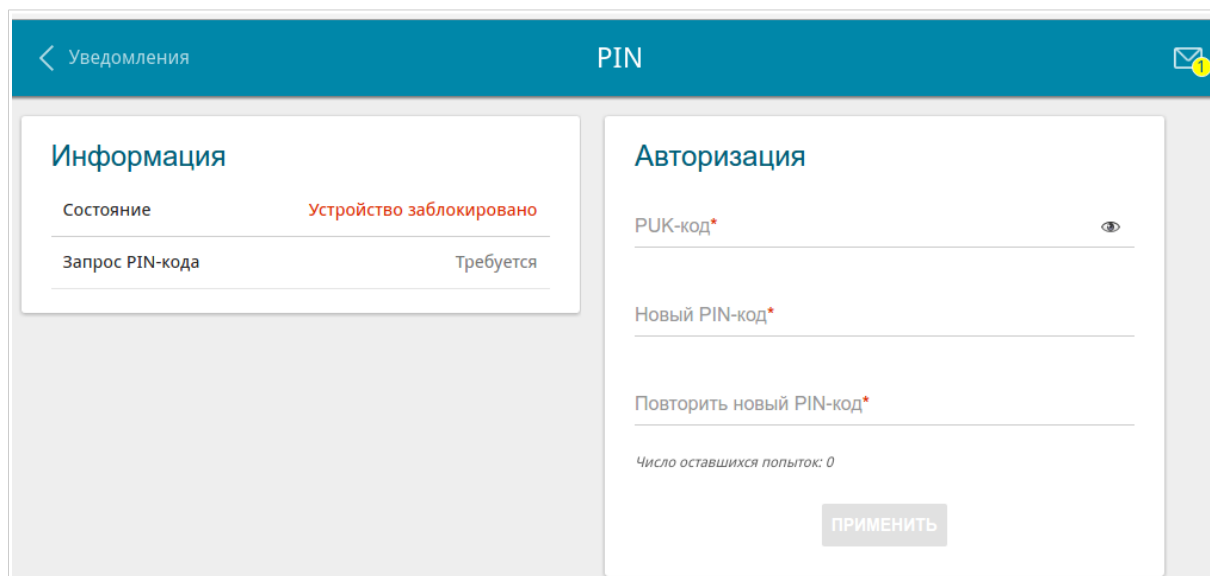 Уведомления
PIN
1
Информация
Состояние Устройство заблокировано
Запрос PIN-кода Требуется
Авторизация
PUK-код*
Новый PIN-код*
Повторить новый PIN-код*
Число оставшихся попыток: 0
ПРИМЕНИТЬ